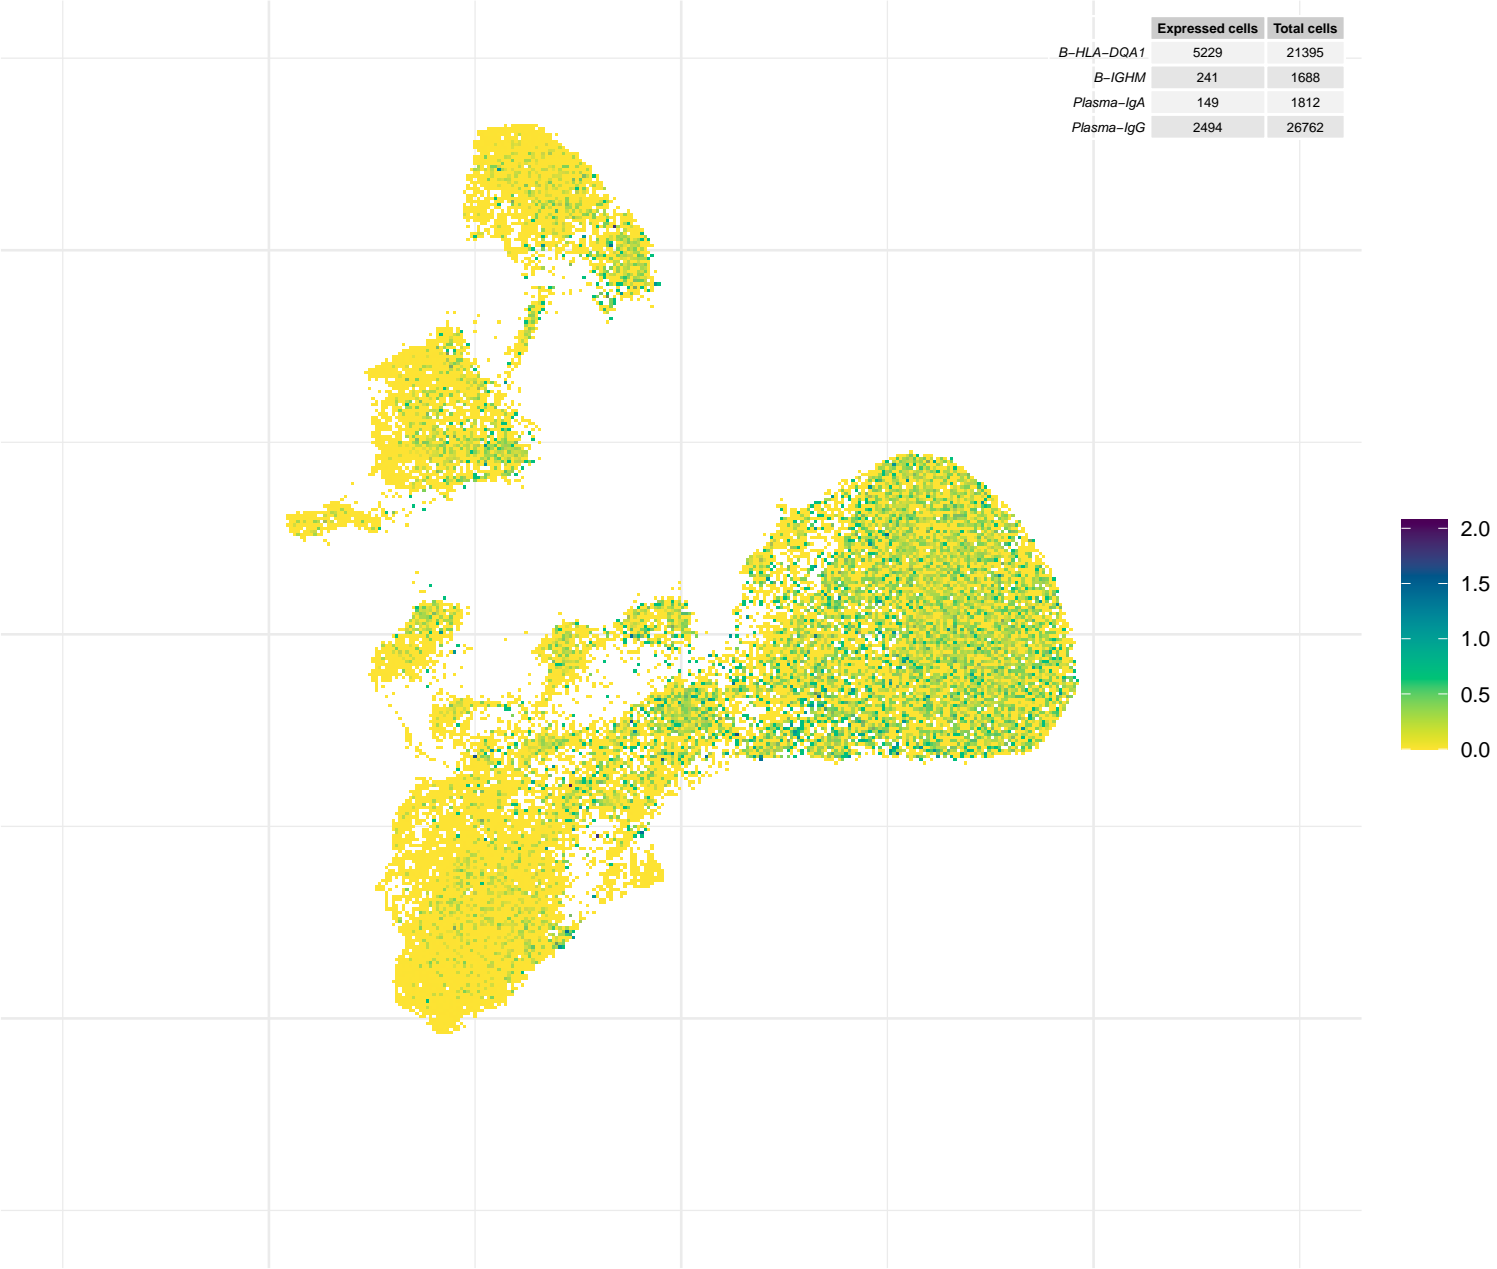 Expressed cells Total cells
B−HLA−DQA1 5229 21395
B−IGHM 241 1688
Plasma−IgA 149 1812
Plasma−IgG 2494 26762
2.0
1.5
1.0
0.5
0.0